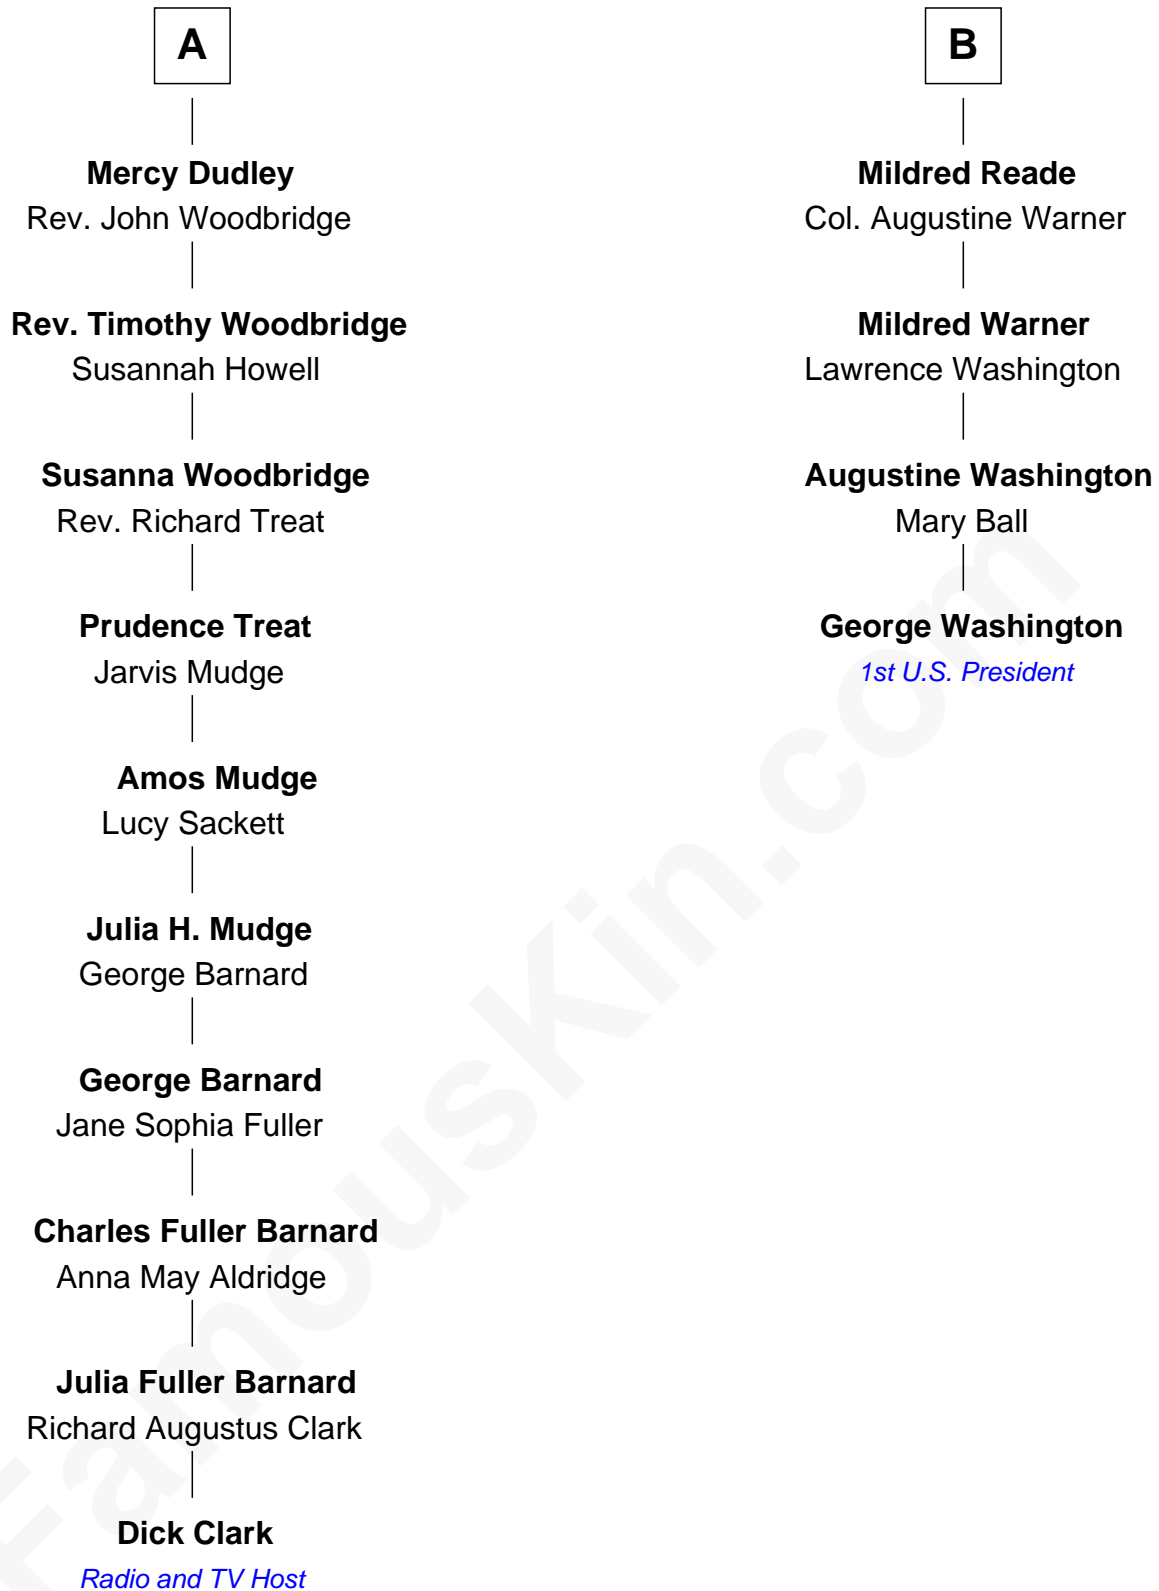 A
Mercy Dudley
Rev. John Woodbridge
Rev. Timothy Woodbridge
Susannah Howell
Susanna Woodbridge
Rev. Richard Treat
Prudence Treat
Jarvis Mudge
Amos Mudge
Lucy Sackett
Julia H. Mudge
George Barnard
George Barnard
Jane Sophia Fuller
Charles Fuller Barnard
Anna May Aldridge
Julia Fuller Barnard
Richard Augustus Clark
Dick Clark
Radio and TV Host
B
Mildred Reade
Col. Augustine Warner
Mildred Warner
Lawrence Washington
Augustine Washington
Mary Ball
George Washington
1st U.S. President
FamousKin.com